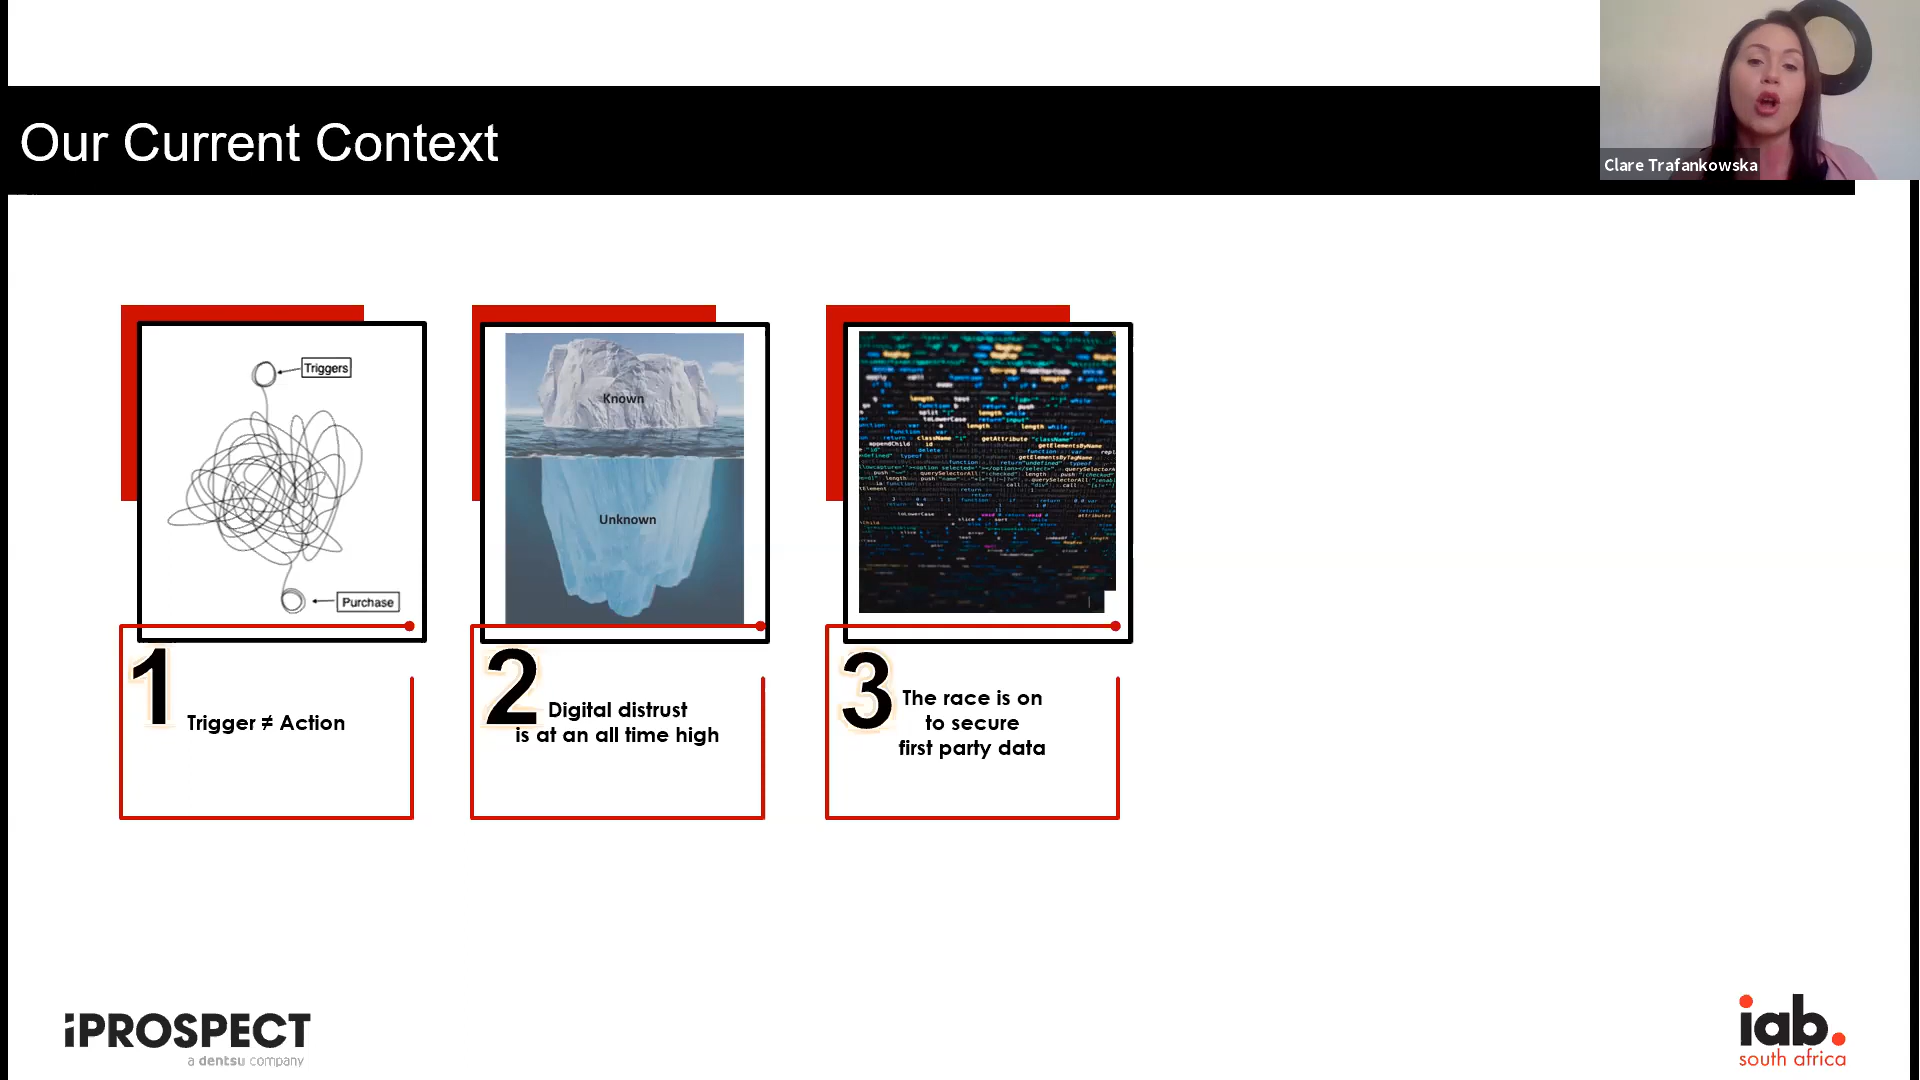 Our Current Context
Clare Trafankowska
Triggers
Purchase
1
Trigger ≠ Action
Known
Unknown
2
Digital distrust
is at an all time high
3
The race is on
to secure
first party data
iPROSPECT
a dentsu company
iab.
south africa